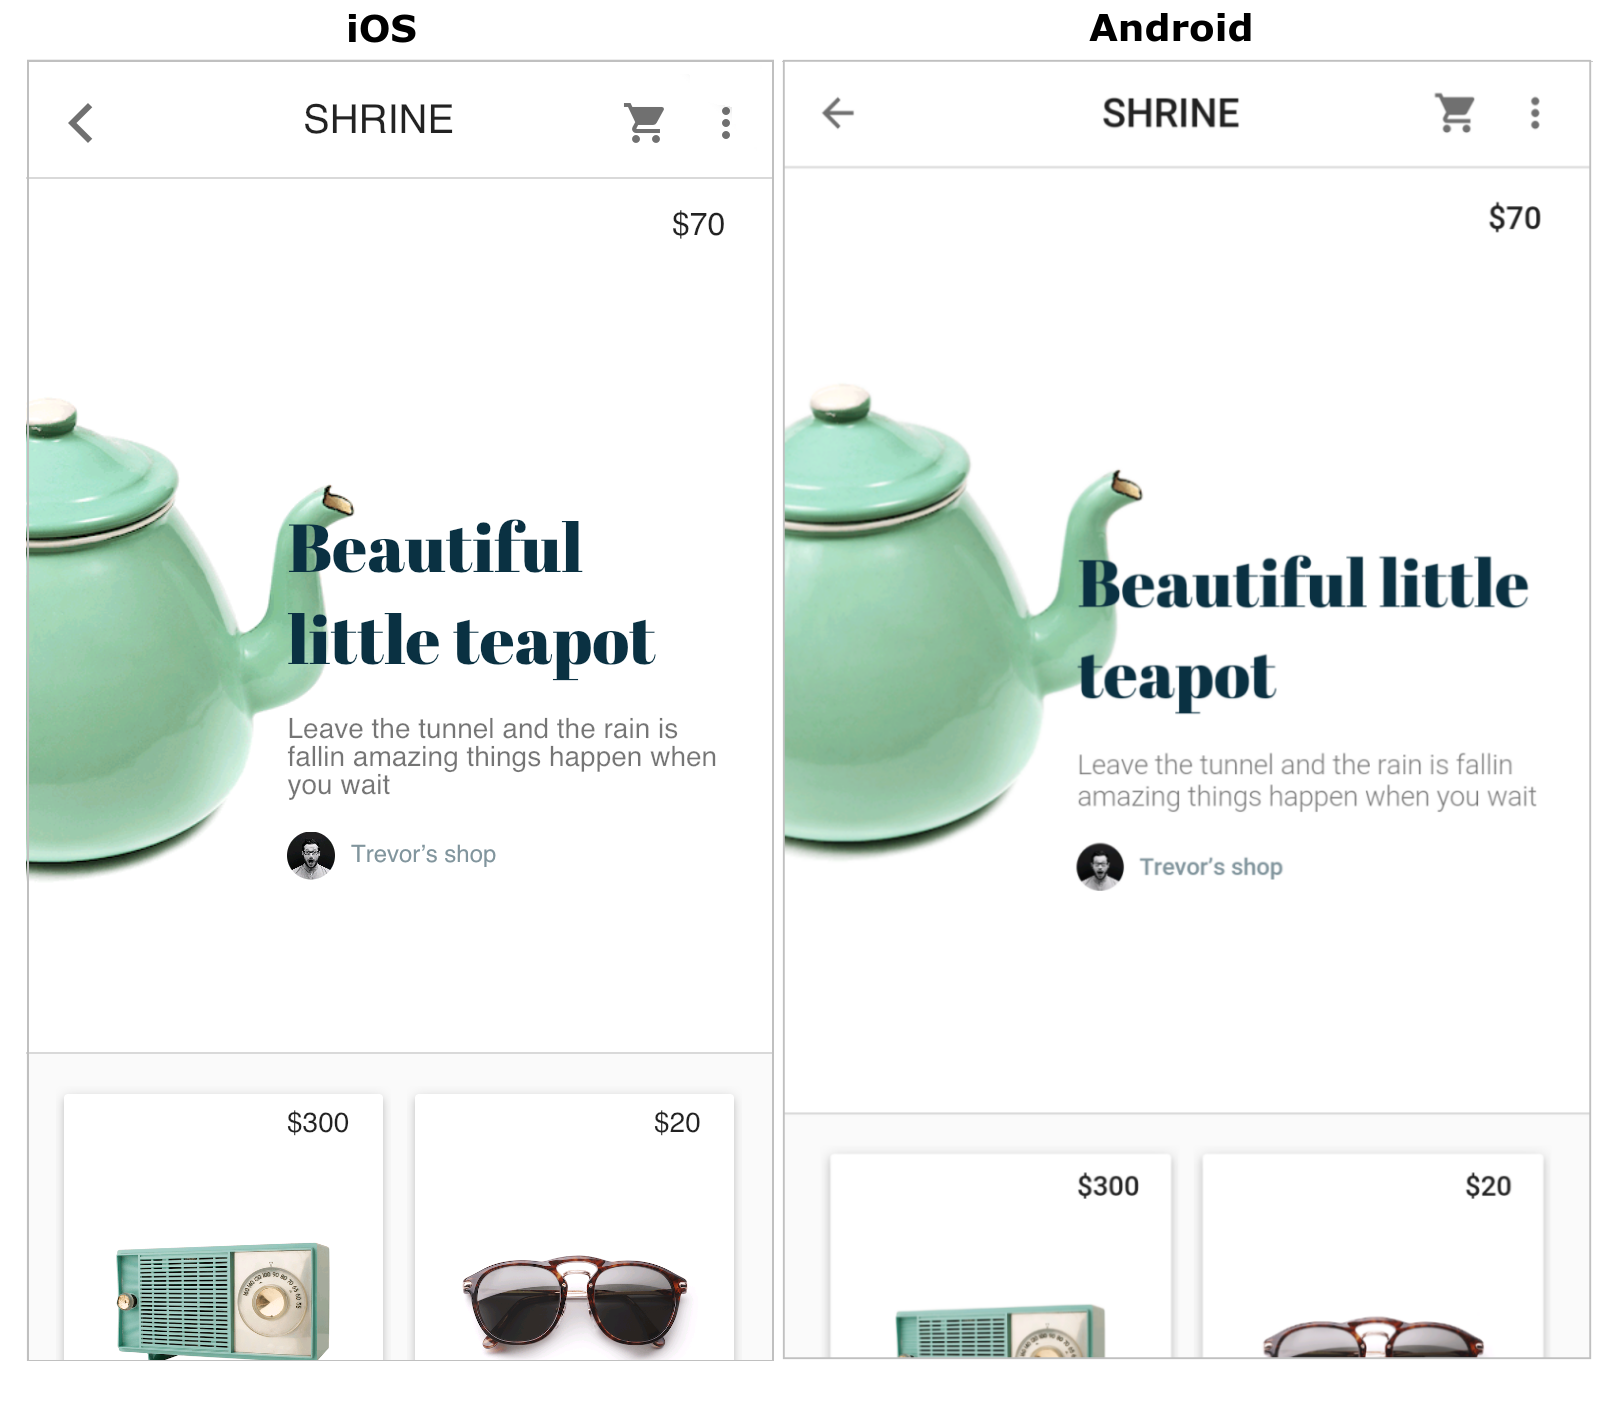 iOS
SHRINE
$70
Beautiful
little teapot
Leave the tunnel and the rain is
fallin amazing things happen when
you wait
Trevor’s shop
$300
$20
Android
SHRINE
$70
Beautiful little
teapot
Leave the tunnel and the rain is fallin
amazing things happen when you wait
Trevor’s shop
$300
$20